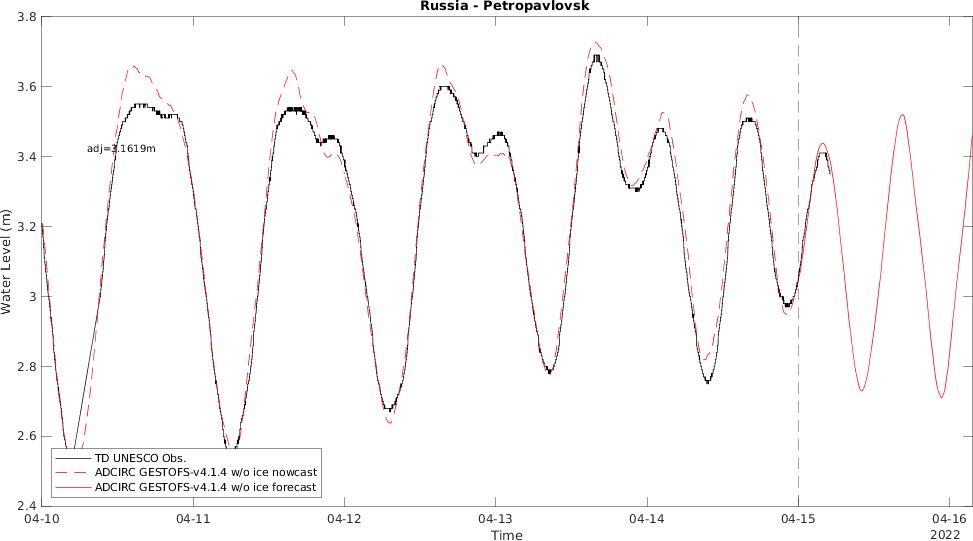 Russia - Petropavlovsk
3.8
3.6
3.4
3.2
3
2.8
2.6
2.4
Water Level (m)
adj=3.1619m
TD UNESCO Obs.
ADCIRC GESTOFS-v4.1.4 w/o ice nowcast
ADCIRC GESTOFS-v4.1.4 w/o ice forecast
04-10 04-11 04-12 04-13 04-14 04-15 04-16
Time
2022